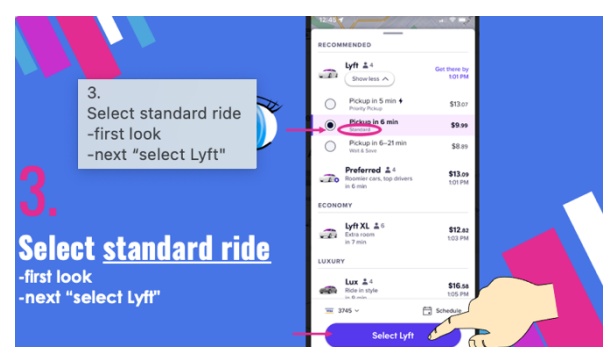 3.
Select standard ride
-first look
-next “select Lyft"
3.
Select standard ride
-first look
-next “select Lyft"
12:45
RECOMMENDED
Lyft 4
Get there by
1:01 PM
Show less
Pickup in 5 min
$13.07
Priority Pickup
Pickup in 6 min
$9.99
Standard
Pickup in 6–21 min
$8.99
Wait & Save
Preferred 4
$13.09
Roomier cars, top drivers
1:01 PM
in 6 min
ECONOMY
Lyft XL 6
$12.62
Extra room
1:03 PM
in 7 min
LUXURY
Lux 4
$16.58
Ride in style
1:05 PM
in 8 min
3745
Schedule
Select Lyft